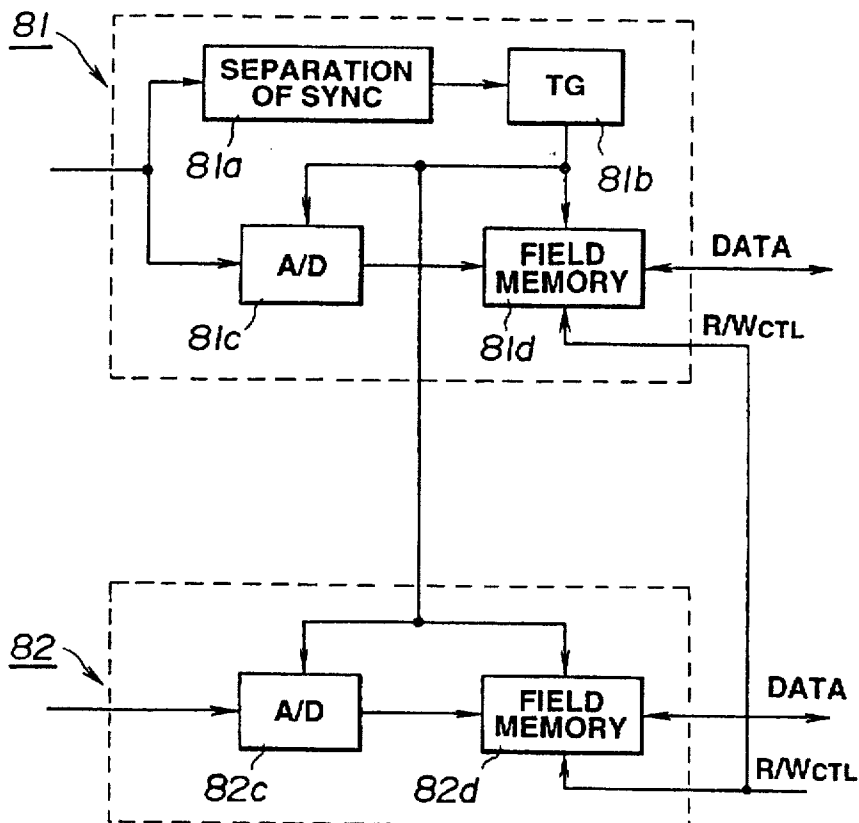 81
SEPARATION
OF SYNC
TG
81a
81b
A/D
FIELD
MEMORY
DATA
81c
81d
R/WCTL
82
A/D
FIELD
MEMORY
DATA
82c
82d
R/WCTL